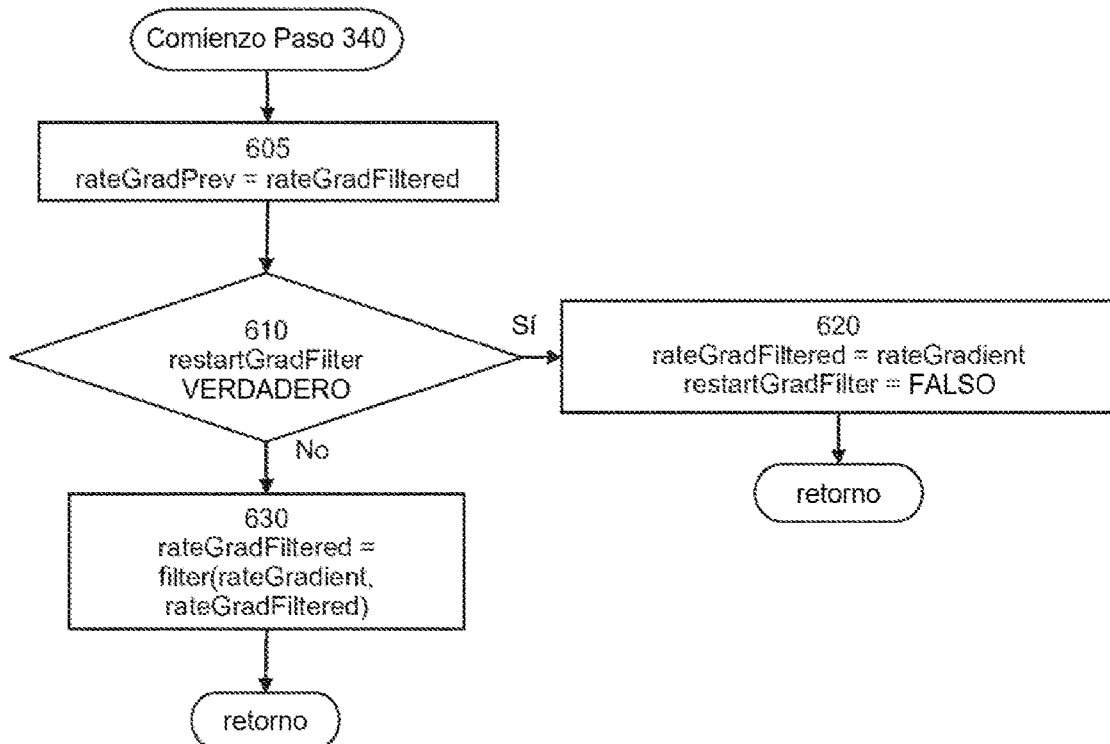 Comienzo Paso 340
605
rateGradPrev = rateGradFiltered
610
restartGradFilter
VERDADERO
Sí
620
rateGradFiltered = rateGradient
restartGradFilter = FALSO
retorno
No
630
rateGradFiltered =
filter(rateGradient,
rateGradFiltered)
retorno